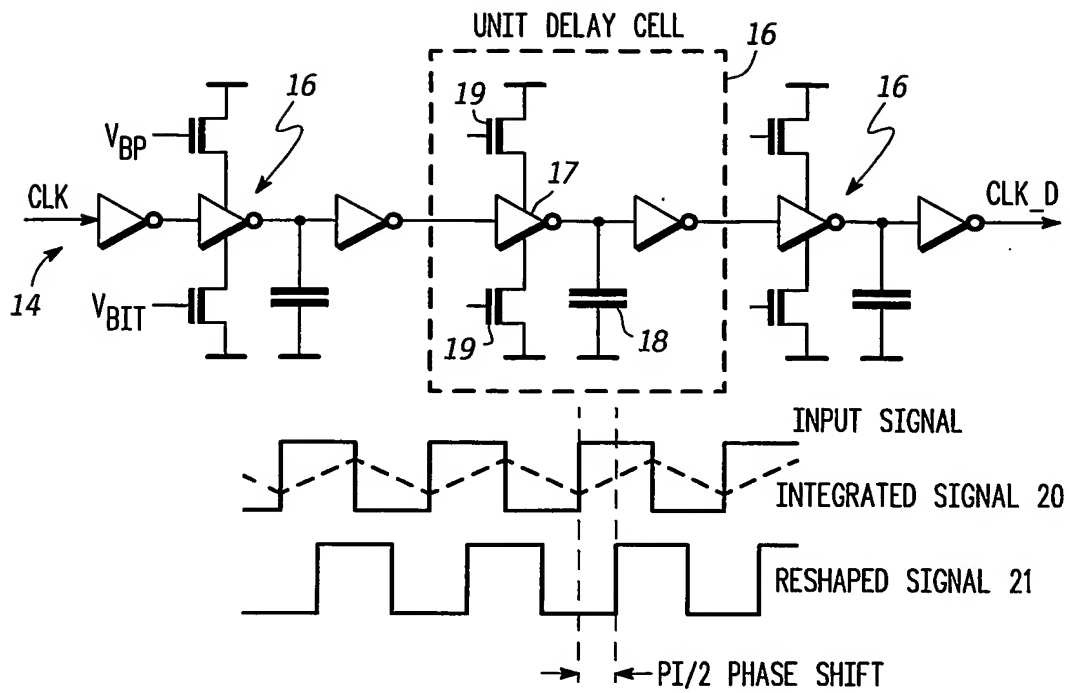 UNIT DELAY CELL
16
16
19
16
V_BP
17
CLK
CLK_D
14
V_BIT
19
18
INPUT SIGNAL
INTEGRATED SIGNAL 20
RESHAPED SIGNAL 21
PI/2 PHASE SHIFT